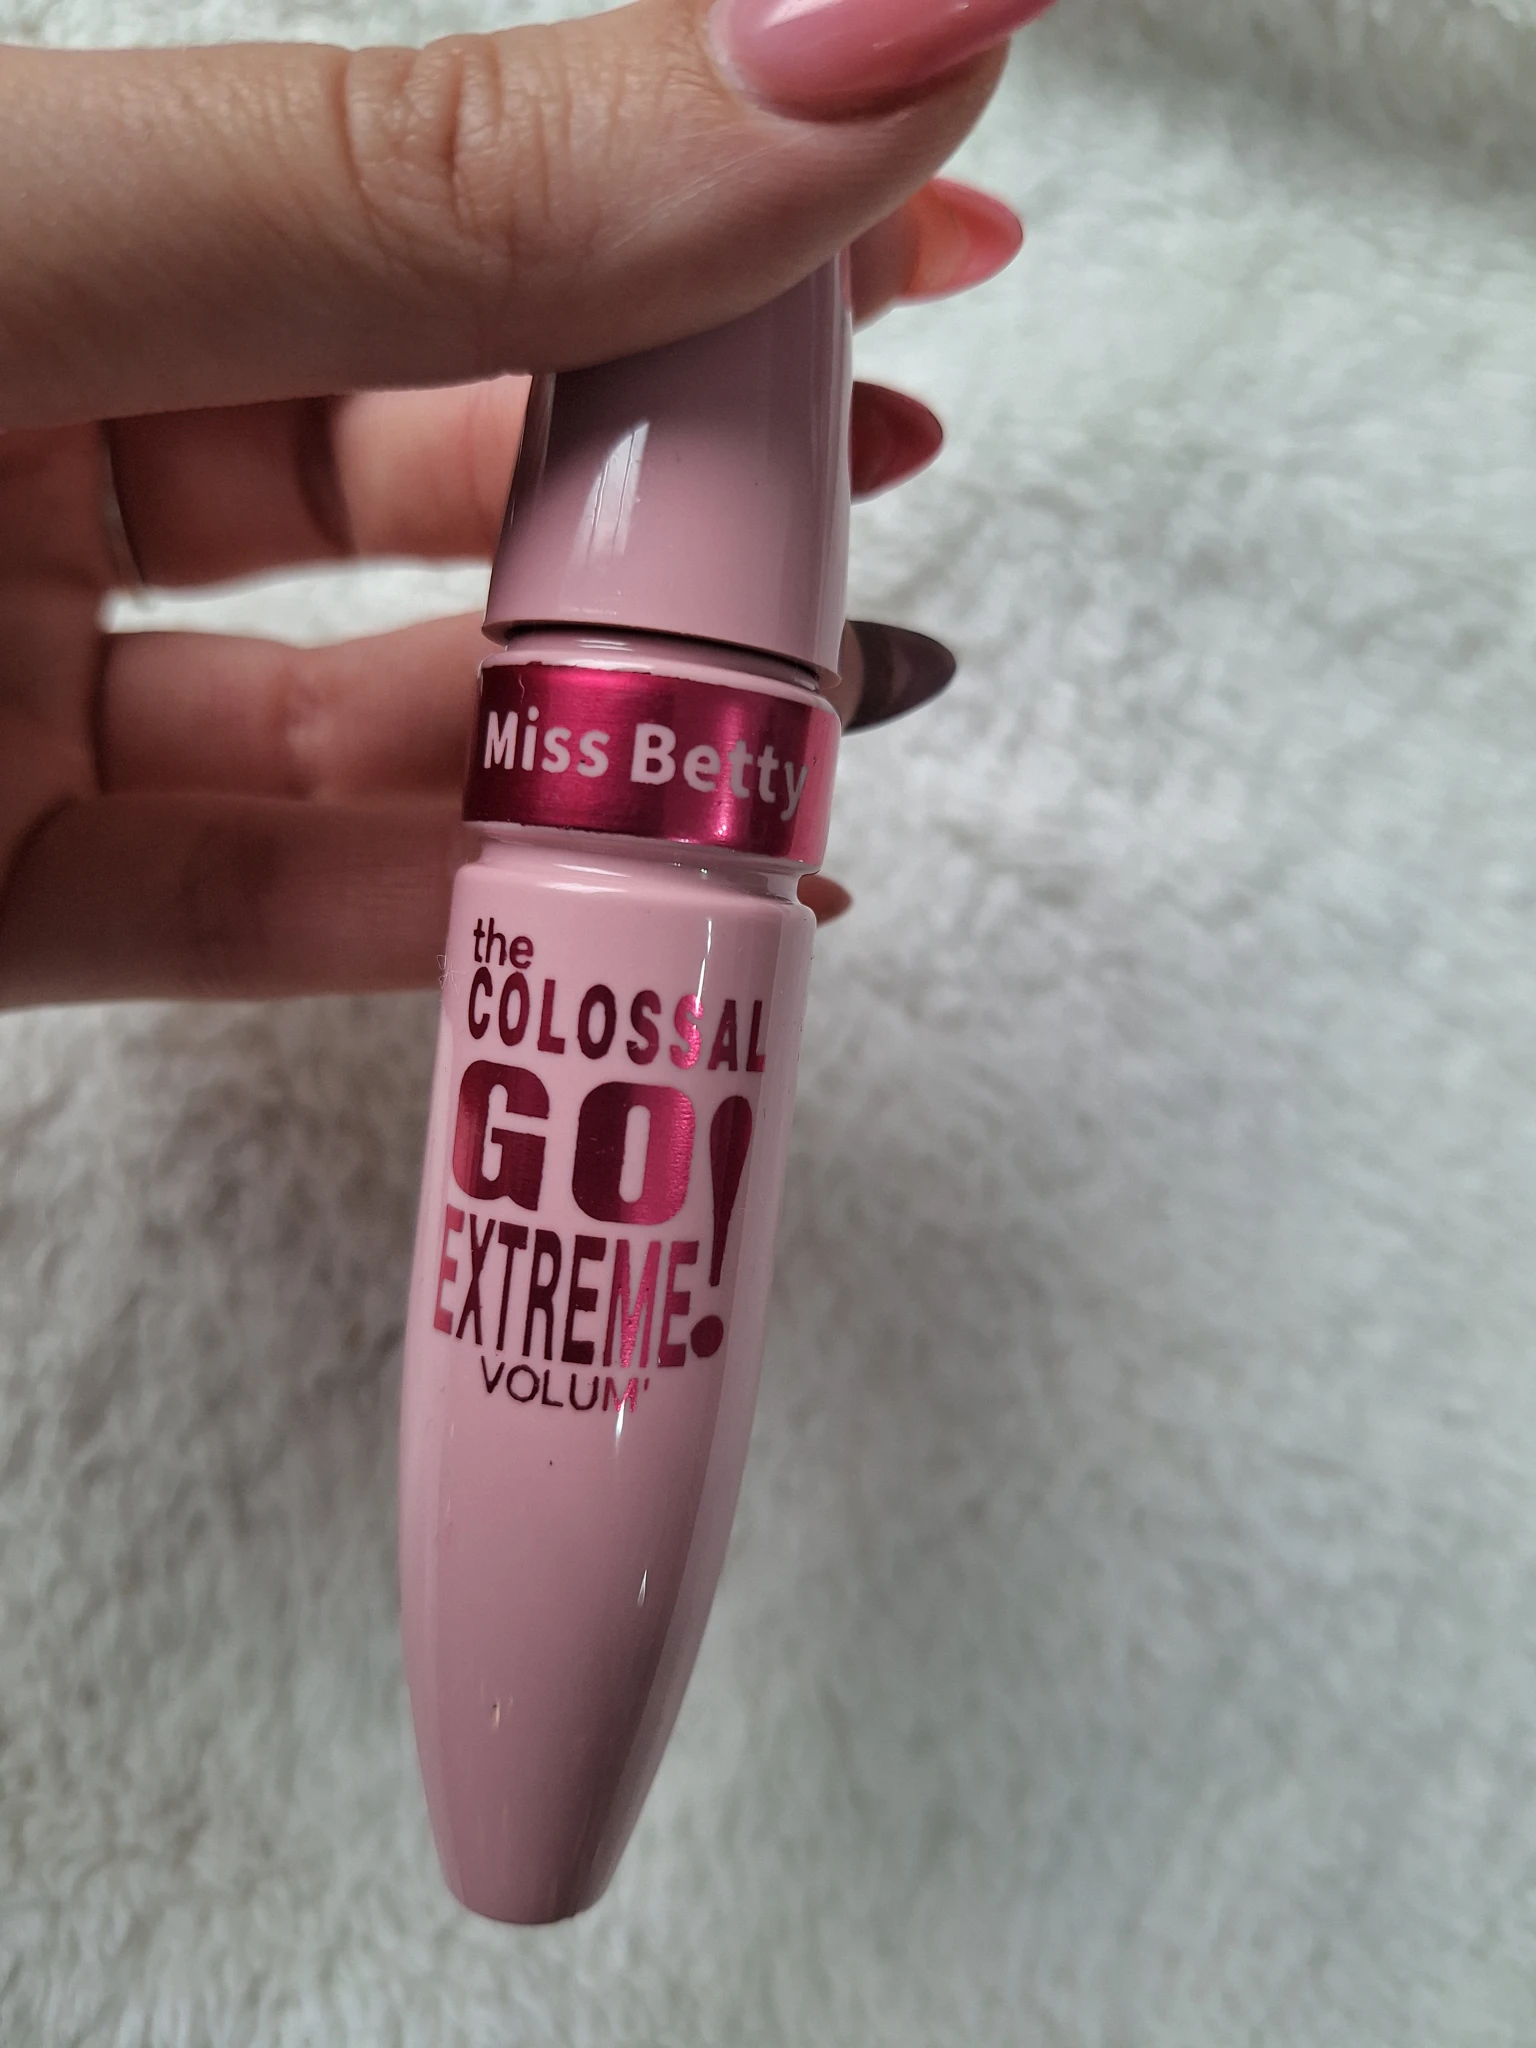 Miss Betty
the
COLOSSAL
GO!
EXTREME
VOLUM'